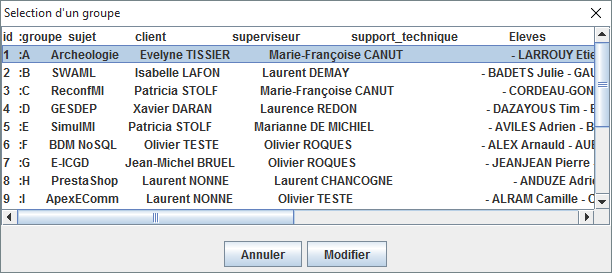 Selection d'un groupe
id :groupe sujet client superviseur support_technique Eleves
1 :A Archeologie Evelyne TISSIER Marie-Françoise CANUT - LARROUY Etie
2 :B SWAML Isabelle LAFON Laurent DEMAY - BADETS Julie - GAU
3 :C ReconfMI Patricia STOLF Marie-Françoise CANUT - CORDEAU-GON
4 :D GESDEP Xavier DARAN Laurence REDON - DAZAYOUS Tim - E
5 :E SimulMI Patricia STOLF Marianne DE MICHIEL - AVILES Adrien - B
6 :F BDM NoSQL Olivier TESTE Olivier ROQUES - ALEX Arnauld - AUB
7 :G E-ICGD Jean-Michel BRUEL Olivier ROQUES - JEANJEAN Pierre
8 :H PrestaShop Laurent NONNE Laurent CHANCOGNE - ANDUZE Adri
9 :I ApexEComm Laurent NONNE Olivier TESTE - ALRAM Camille - C
Annuler Modifier